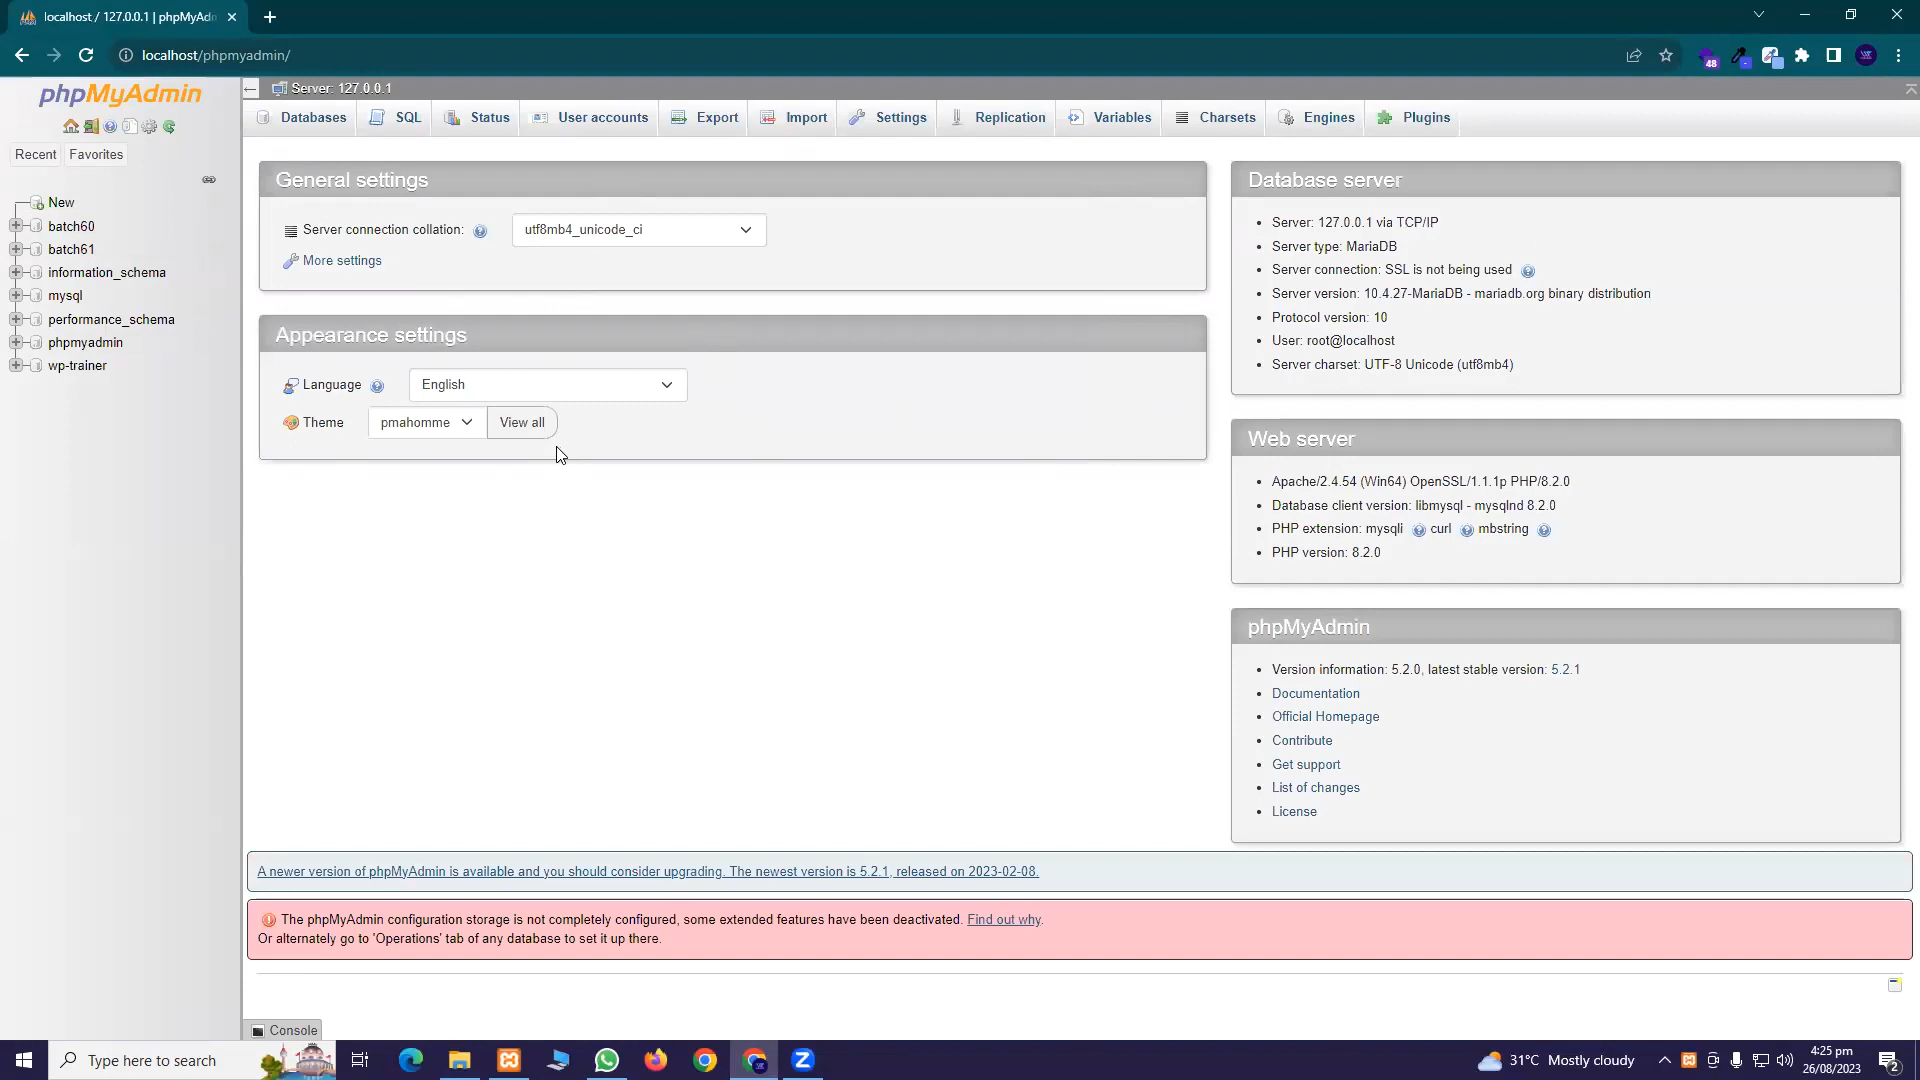 localhost / 127.0.0.1 | phpMyAdm
localhost/phpmyadmin/
48
phpMyAdmin
Recent Favorites
New
batch60
batch61
information_schema
mysql
performance_schema
phpmyadmin
wp-trainer
Server: 127.0.0.1
Databases SQL Status User accounts Export Import Settings Replication Variables Charsets Engines Plugins
General settings
Server connection collation: utf8mb4_unicode_ci
More settings
Appearance settings
Language English
Theme pmahomme View all
Database server
Server: 127.0.0.1 via TCP/IP
Server type: MariaDB
Server connection: SSL is not being used
Server version: 10.4.27-MariaDB - mariadb.org binary distribution
Protocol version: 10
User: root@localhost
Server charset: UTF-8 Unicode (utf8mb4)
Web server
Apache/2.4.54 (Win64) OpenSSL/1.1.1p PHP/8.2.0
Database client version: libmysql - mysqlnd 8.2.0
PHP extension: mysqli curl mbstring
PHP version: 8.2.0
phpMyAdmin
Version information: 5.2.0, latest stable version: 5.2.1
Documentation
Official Homepage
Contribute
Get support
List of changes
License
A newer version of phpMyAdmin is available and you should consider upgrading. The newest version is 5.2.1, released on 2023-02-08.
The phpMyAdmin configuration storage is not completely configured, some extended features have been deactivated. Find out why.
Or alternately go to 'Operations' tab of any database to set it up there.
Console
Type here to search
31°C Mostly cloudy
4:25 pm
26/08/2023
2